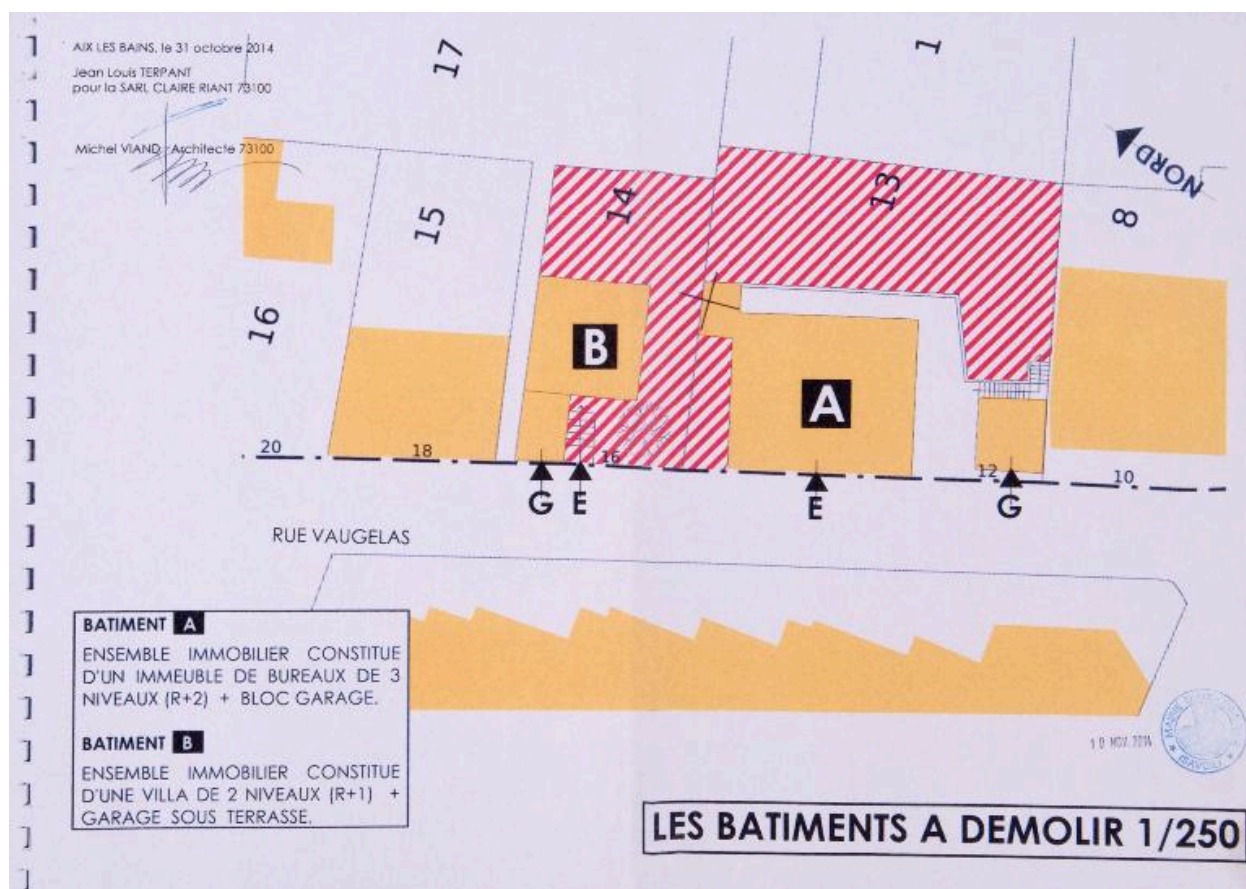 AIX LES BAINS, le 31 octobre 2014
Jean Louis TERPANT
pour la SARL CLAIRE RIANT 73100
Michel VIAND Architecte 73100
17
1
NORD
14
13
15
8
16
B
A
20
18
16
12
10
G
E
E
G
RUE VAUGELAS
BATIMENT A
ENSEMBLE IMMOBILIER CONSTITUE
D'UN IMMEUBLE DE BUREAUX DE 3
NIVEAUX (R+2) + BLOC GARAGE.
BATIMENT B
ENSEMBLE IMMOBILIER CONSTITUE
D'UNE VILLA DE 2 NIVEAUX (R+1) +
GARAGE SOUS TERRASSE.
NOV. 2014
LES BATIMENTS A DEMOLIR 1/250